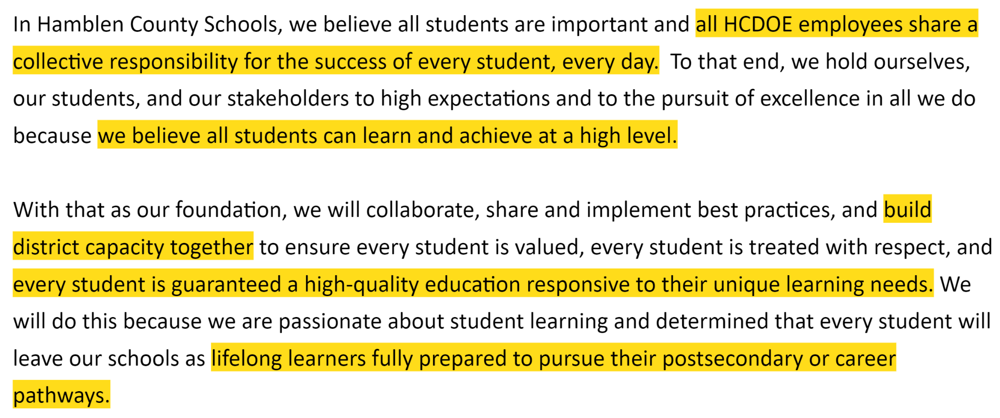 In Hamblen County Schools, we believe all students are important and all HCDOE employees share a
collective responsibility for the success of every student, every day.  To that end, we hold ourselves,
our students, and our stakeholders to high expectations and to the pursuit of excellence in all we do
because we believe all students can learn and achieve at a high level.
With that as our foundation, we will collaborate, share and implement best practices, and build
district capacity together to ensure every student is valued, every student is treated with respect, and
every student is guaranteed a high-quality education responsive to their unique learning needs. We
will do this because we are passionate about student learning and determined that every student will
leave our schools as lifelong learners fully prepared to pursue their postsecondary or career
pathways.